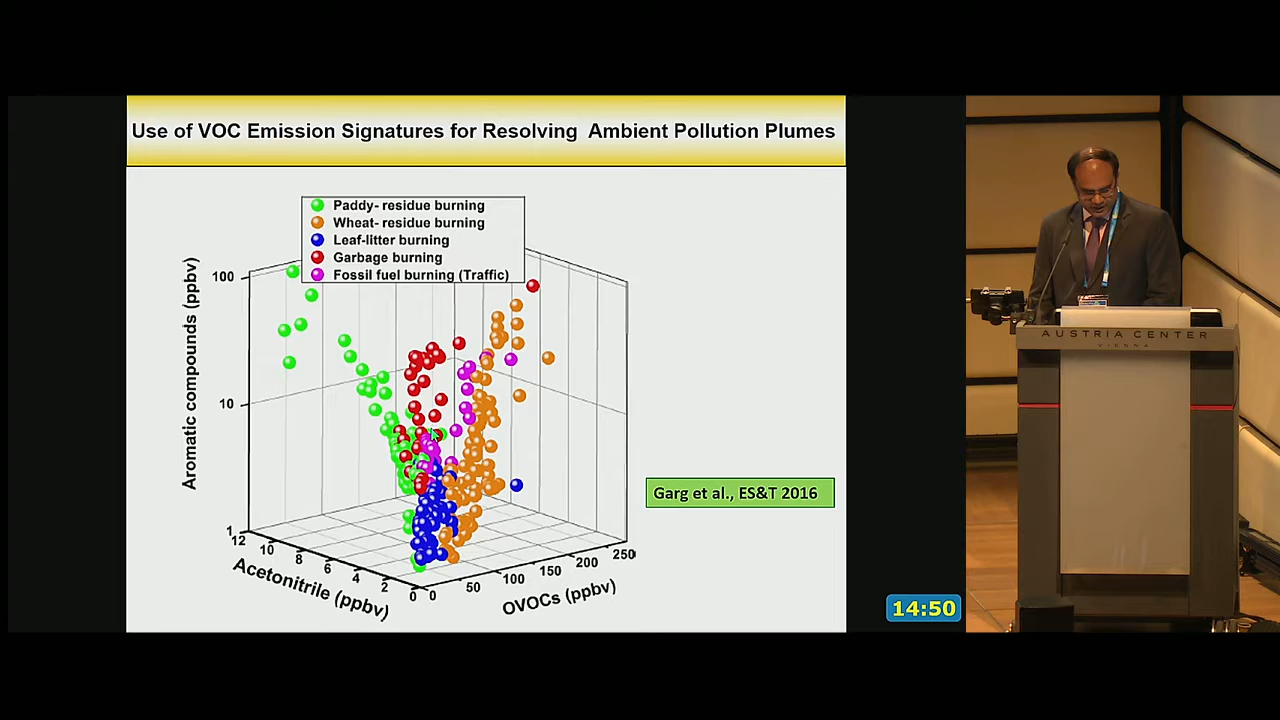 Use of VOC Emission Signatures for Resolving Ambient Pollution Plumes
Paddy- residue burning
Wheat- residue burning
Leaf-litter burning
Garbage burning
Fossil fuel burning (Traffic)
Aromatic compounds (ppbv)
100
10
1
12
10
8
6
4
2
0
Acetonitrile (ppbv)
0
50
100
150
200
250
OVOCs (ppbv)
Garg et al., ES&T 2016
14:50
AUSTRIA CENTER
VIENNA